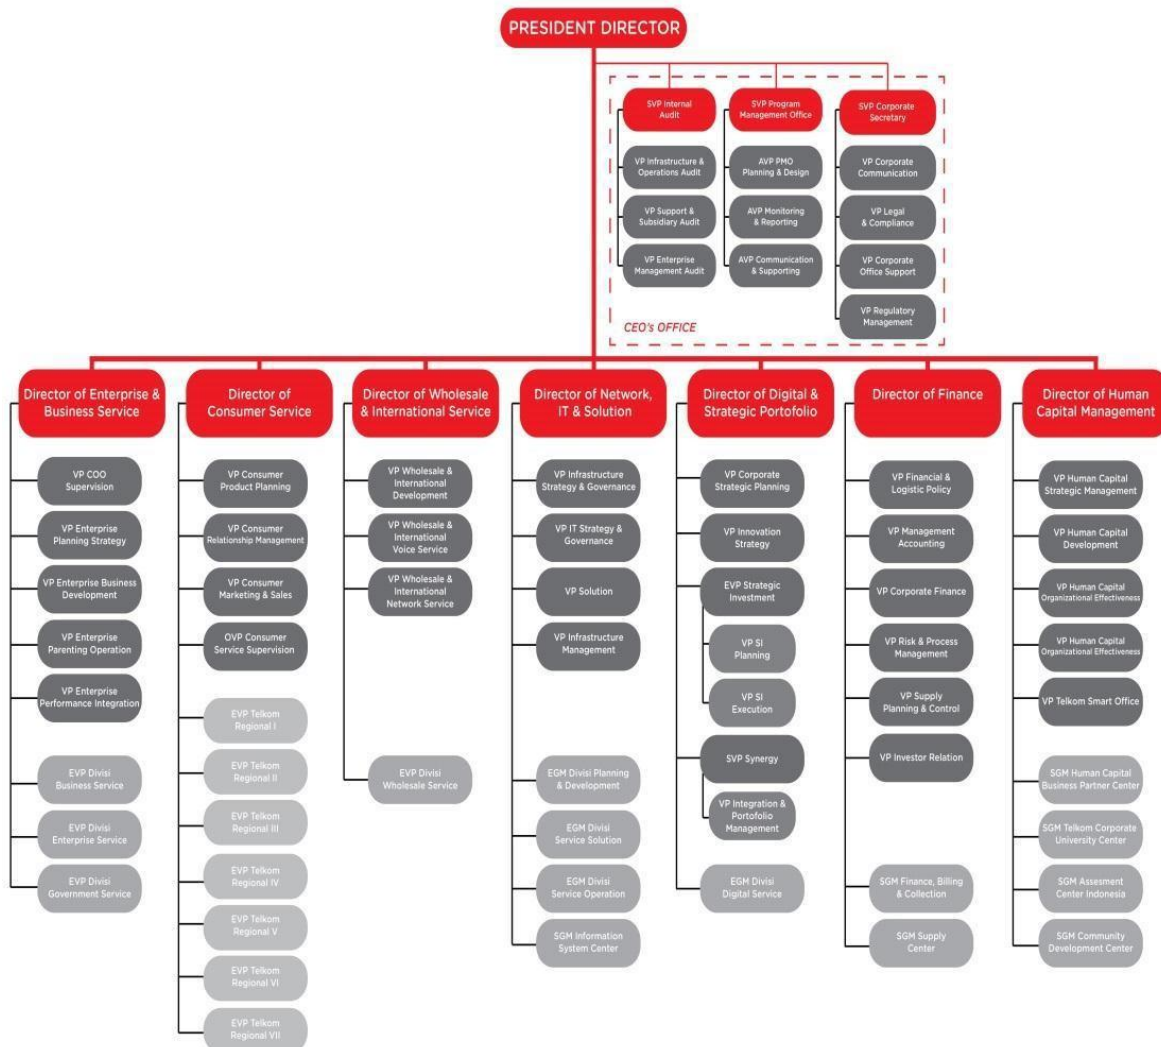 PRESIDENT DIRECTOR
SVP Internal
Audit
VP Infrastructure &
Operations Audit
VP Support &
Subsidiary Audit
VP Enterprise
Management Audit
SVP Program
Management Office
AVP PMO
Planning & Design
AVP Monitoring
& Reporting
AVP Communication
& Supporting
SVP Corporate
Secretary
VP Corporate
Communication
VP Legal
& Compliance
VP Corporate
Office Support
VP Regulatory
Management
CEO's OFFICE
Director of Enterprise &
Business Service
VP COO
Supervision
VP Enterprise
Planning Strategy
VP Enterprise Business
Development
VP Enterprise
Parenting Operation
VP Enterprise
Performance Integration
EVP Divisi
Business Service
EVP Divisi
Enterprise Service
EVP Divisi
Government Service
Director of
Consumer Service
VP Consumer
Product Planning
VP Consumer
Relationship Management
VP Consumer
Marketing & Sales
OVP Consumer
Service Supervision
EVP Telkom
Regional I
EVP Telkom
Regional II
EVP Telkom
Regional III
EVP Telkom
Regional IV
EVP Telkom
Regional V
EVP Telkom
Regional VI
EVP Telkom
Regional VII
Director of Wholesale
& International Service
VP Wholesale &
International
Development
VP Wholesale &
International
Voice Service
VP Wholesale &
International
Network Service
EVP Divisi
Wholesale Service
Director of Network,
IT & Solution
VP Infrastructure
Strategy & Governance
VP IT Strategy &
Governance
VP Solution
VP Infrastructure
Management
EGM Divisi Planning
& Development
EGM Divisi
Service Solution
EGM Divisi
Service Operation
SGM Information
System Center
Director of Digital &
Strategic Portofolio
VP Corporate
Strategic Planning
VP Innovation
Strategy
EVP Strategic
Investment
VP SI
Planning
VP SI
Execution
SVP Synergy
VP Integration &
Portofolio
Management
EGM Divisi
Digital Service
Director of Finance
VP Financial &
Logistic Policy
VP Management
Accounting
VP Corporate Finance
VP Risk & Process
Management
VP Supply
Planning & Control
VP Investor Relation
SGM Finance, Billing
& Collection
SGM Supply
Center
Director of Human
Capital Management
VP Human Capital
Strategic Management
VP Human Capital
Development
VP Human Capital
Organizational Effectiveness
VP Human Capital
Organizational Effectiveness
VP Telkom Smart Office
SGM Human Capital
Business Partner Center
SGM Telkom Corporate
University Center
SGM Assesment
Center Indonesia
SGM Community
Development Center